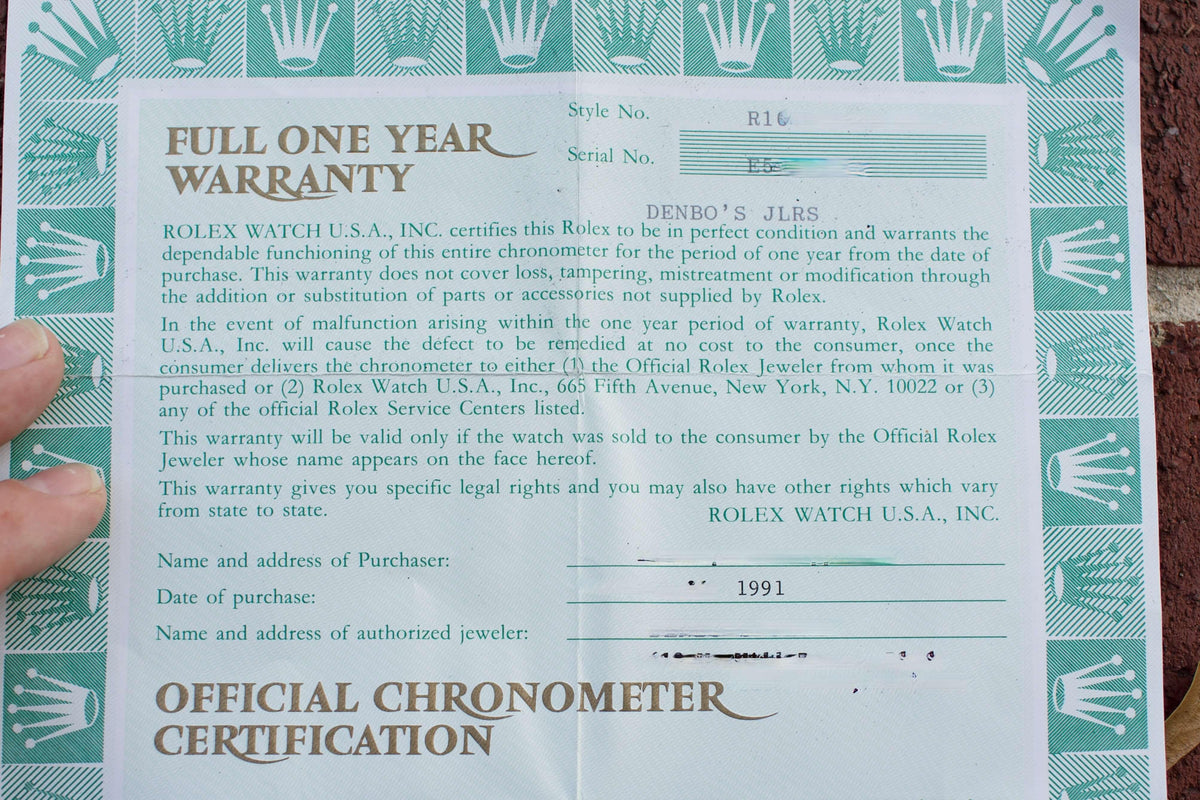 Style No. R16
FULL ONE YEAR
WARRANTY
Serial No. E5
DENBO'S JLRS
ROLEX WATCH U.S.A., INC. certifies this Rolex to be in perfect condition and warrants the
dependable functioning of this entire chronometer for the period of one year from the date of
purchase. This warranty does not cover loss, tampering, mistreatment or modification through
the addition or substitution of parts or accessories not supplied by Rolex.
In the event of malfunction arising within the one year period of warranty, Rolex Watch
U.S.A., Inc. will cause the defect to be remedied at no cost to the consumer, once the
consumer delivers the chronometer to either (1) the Official Rolex Jeweler from whom it was
purchased or (2) Rolex Watch U.S.A., Inc., 665 Fifth Avenue, New York, N.Y. 10022 or (3)
any of the official Rolex Service Centers listed.
This warranty will be valid only if the watch was sold to the consumer by the Official Rolex
Jeweler whose name appears on the face hereof.
This warranty gives you specific legal rights and you may also have other rights which vary
from state to state.
ROLEX WATCH U.S.A., INC.
Name and address of Purchaser:
Date of purchase: 1991
Name and address of authorized jeweler:
OFFICIAL CHRONOMETER
CERTIFICATION